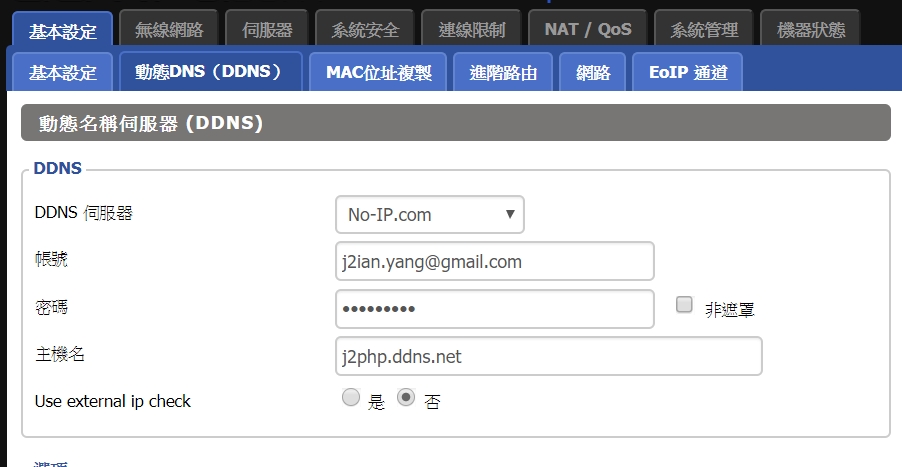 基本設定 無線網路 伺服器 系統安全 連線限制 NAT / QoS 系統管理 機器狀態
基本設定 動態DNS（DDNS） MAC位址複製 進階路由 網路 EoIP 通道
動態名稱伺服器 (DDNS)
DDNS
DDNS 伺服器 No-IP.com
帳號 j2ian.yang@gmail.com
密碼 ••••••••• 非遮罩
主機名 j2php.ddns.net
Use external ip check 是 否